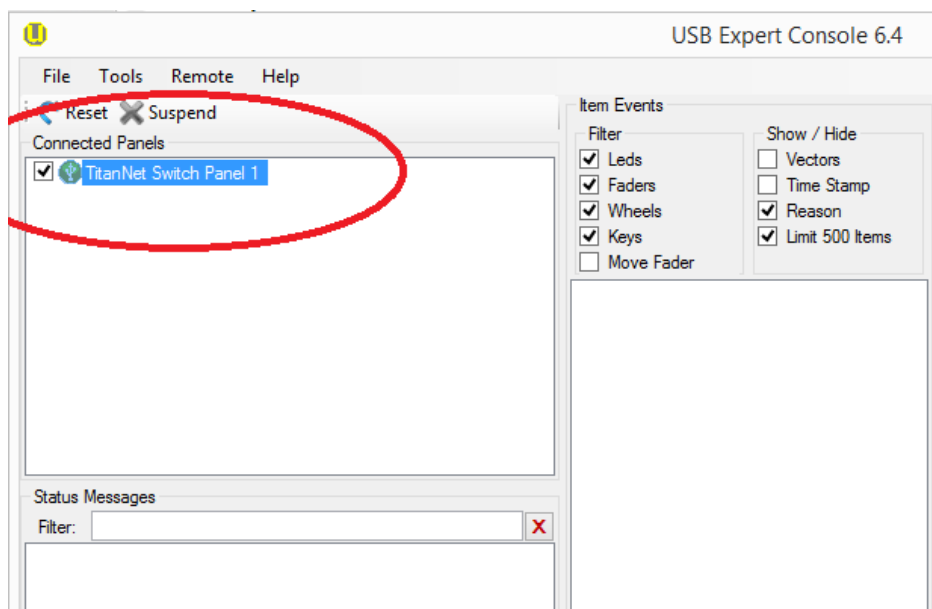 USB Expert Console 6.4
File Tools Remote Help
Reset Suspend
Connected Panels
TitanNet Switch Panel 1
Item Events
Filter
Leds
Faders
Wheels
Keys
Move Fader
Show / Hide
Vectors
Time Stamp
Reason
Limit 500 Items
Status Messages
Filter:
X